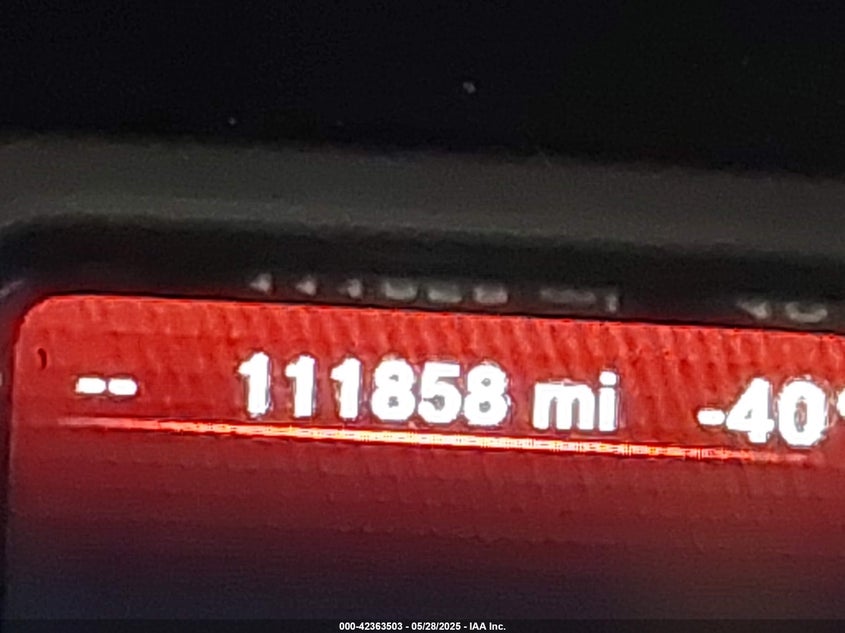 -- 111858 mi -40°
000-42363503 - 05/28/2025 - IAA Inc.